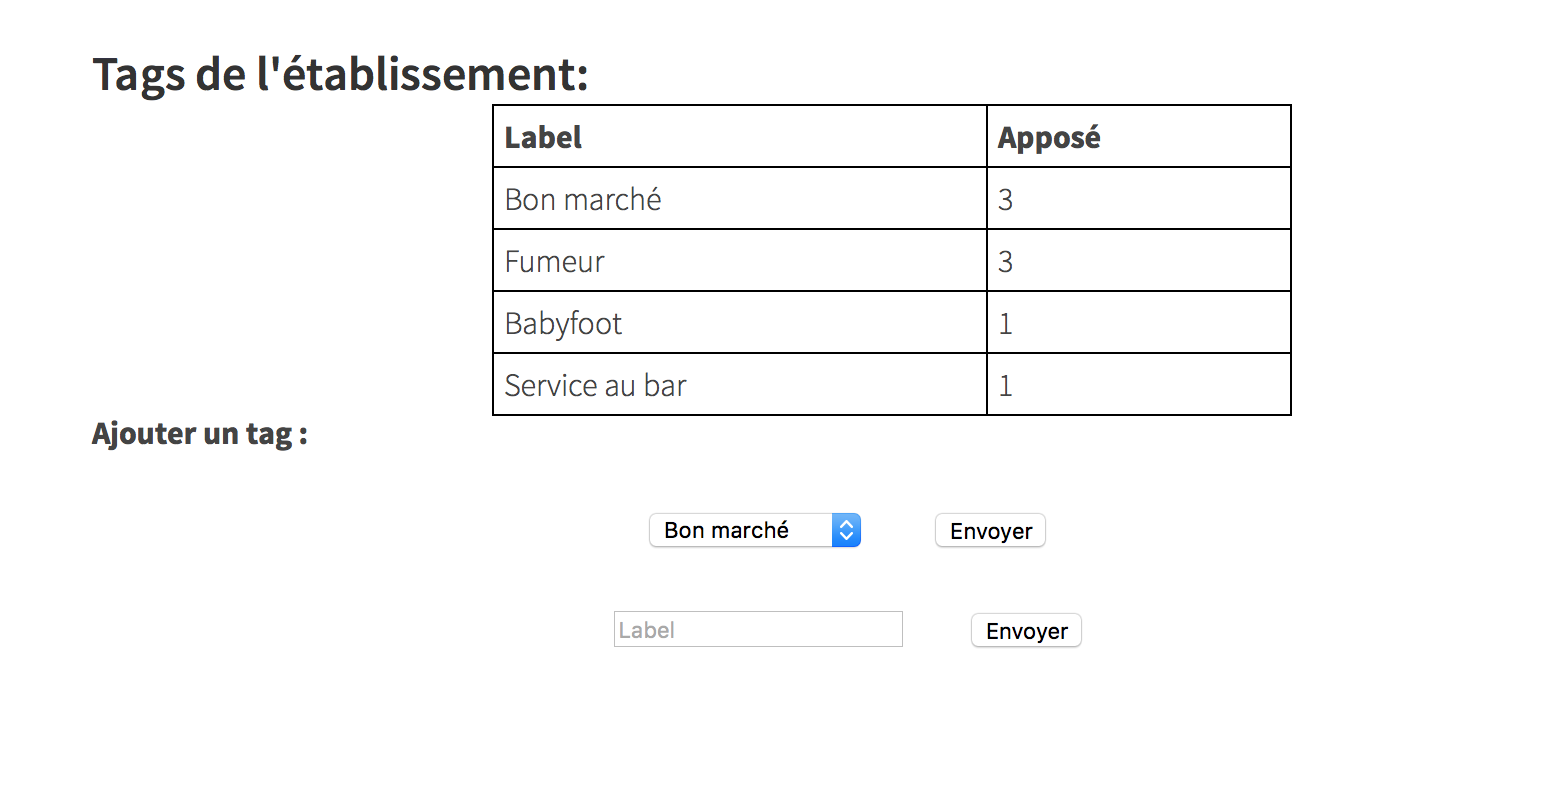 Tags de l'établissement:
Label Apposé
Bon marché 3
Fumeur 3
Babyfoot 1
Service au bar 1
Ajouter un tag :
Bon marché Envoyer
Label Envoyer